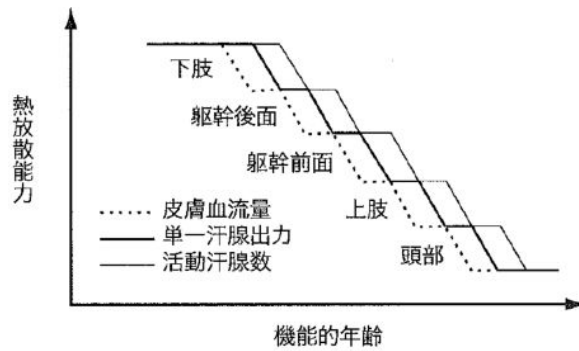 熱放散能力
下肢
躯幹後面
躯幹前面
上肢
頭部
皮膚血流量
単一汗腺出力
活動汗腺数
機能的年齢